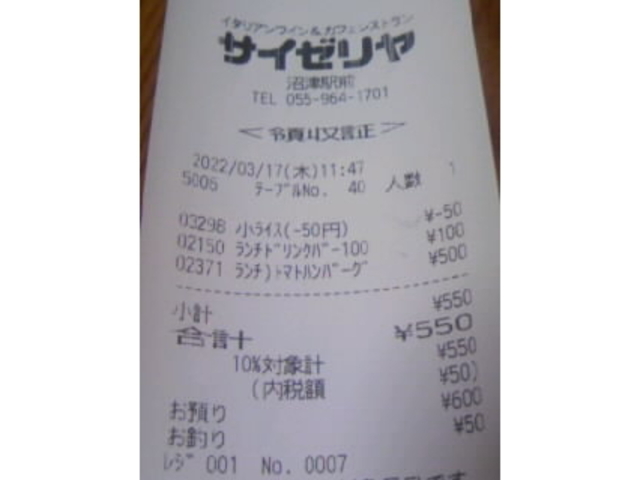 イタリアンワイン&カフェレストラン
サイゼリヤ
沼津駅前
TEL 055-964-1701
<領収証>
2022/03/17(木)11:47
5005 テーブルNo. 40 人数 1
03298 小ライス(-50円) ¥-50
02150 ランチドリンクバー100 ¥100
02371 ランチ)トマトハンバーグ ¥500
小計 ¥550
合計 ¥550
10%対象計 ¥550
(内税額 ¥50)
お預り ¥600
お釣り ¥50
レジ 001 No. 0007